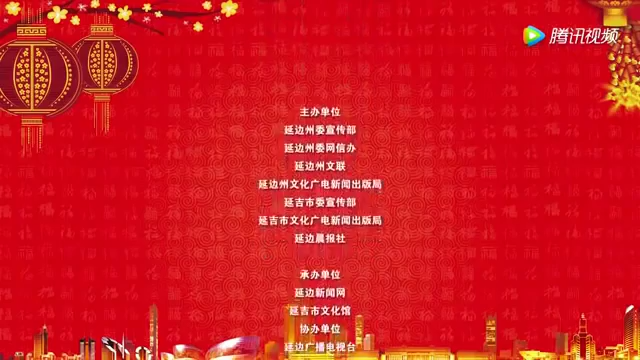 腾讯视频
主办单位
延边州委宣传部
延边州委网信办
延边州文联
延边州文化广电新闻出版局
延吉市委宣传部
延吉市文化广电新闻出版局
延边晨报社
承办单位
延边新闻网
延吉市文化馆
协办单位
延边广播电视台